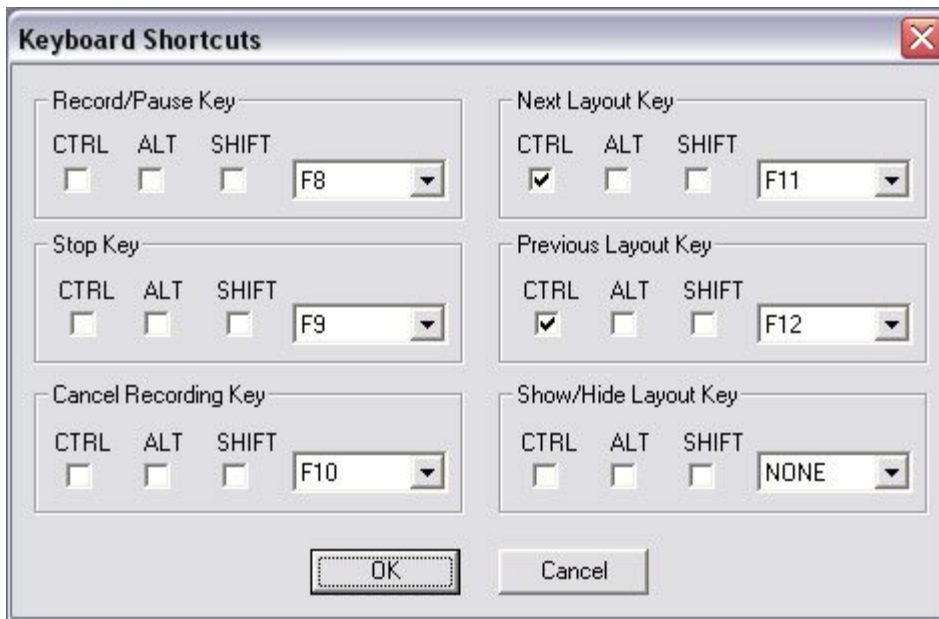 Keyboard Shortcuts
Record/Pause Key
CTRL ALT SHIFT
F8
Next Layout Key
CTRL ALT SHIFT
F11
Stop Key
CTRL ALT SHIFT
F9
Previous Layout Key
CTRL ALT SHIFT
F12
Cancel Recording Key
CTRL ALT SHIFT
F10
Show/Hide Layout Key
CTRL ALT SHIFT
NONE
OK Cancel